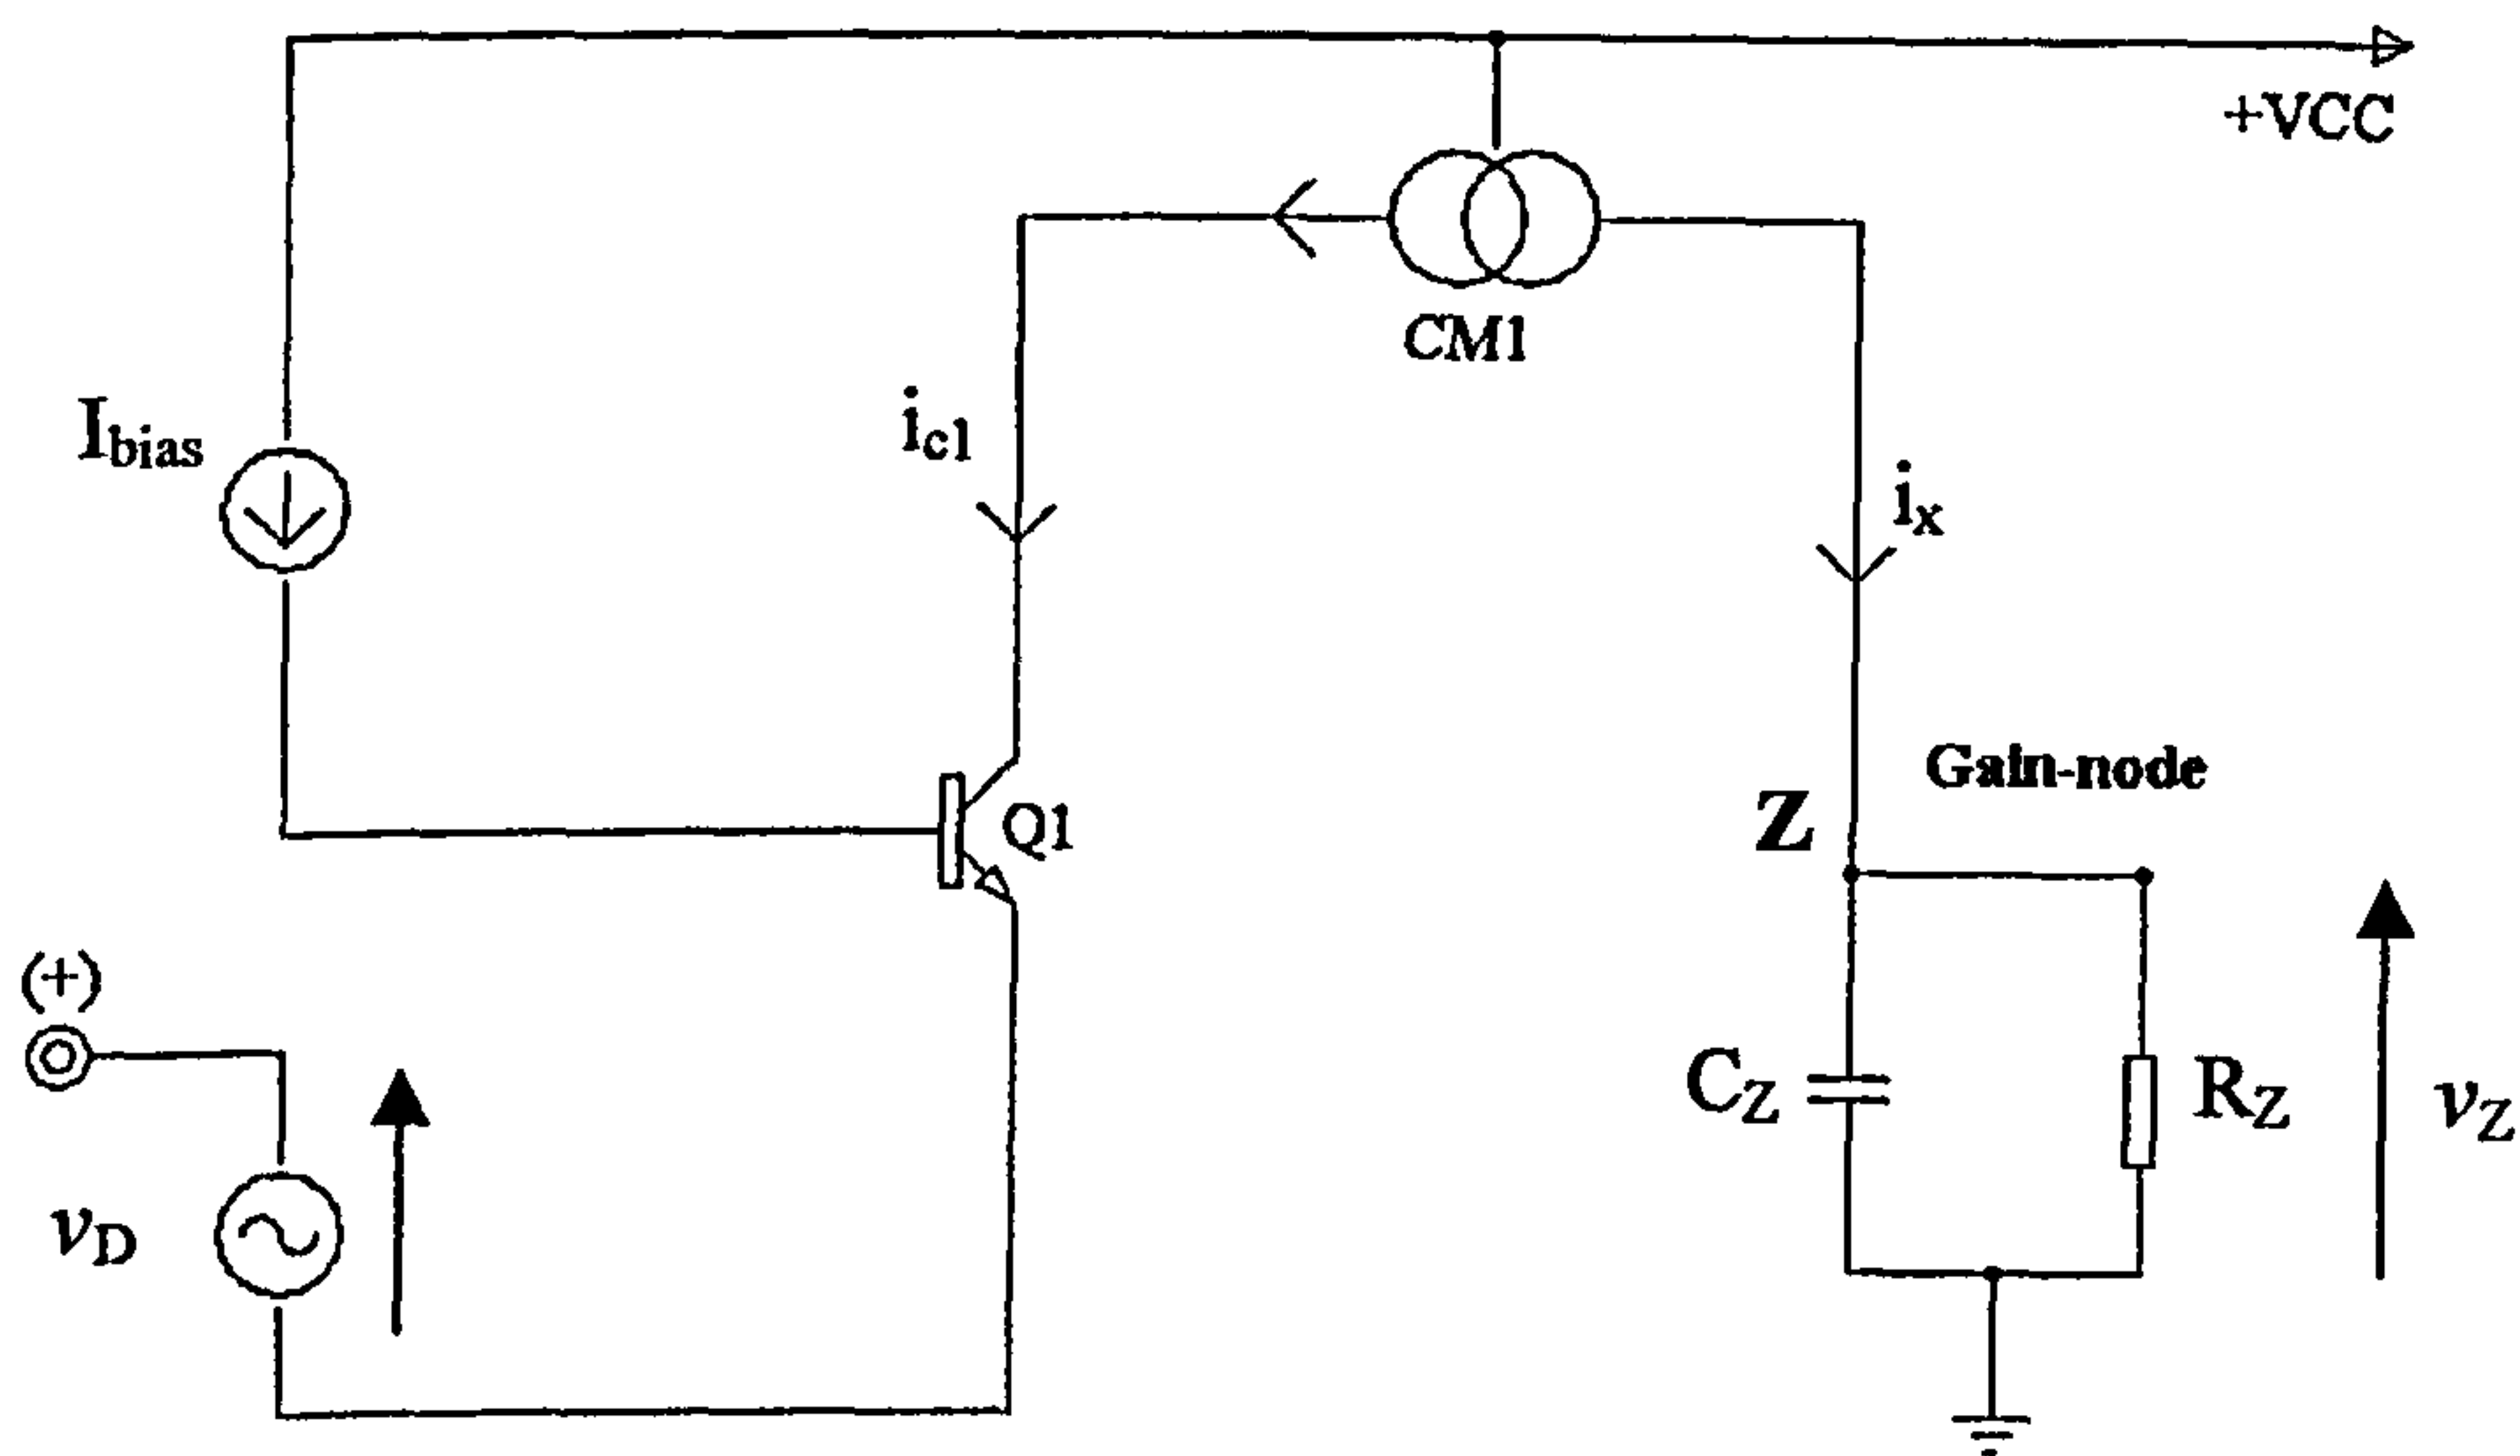 +VCC
CM1
Ibias
ic1
ix
Gain-node
Z
Q1
(+)
CZ
RZ
vZ
vD